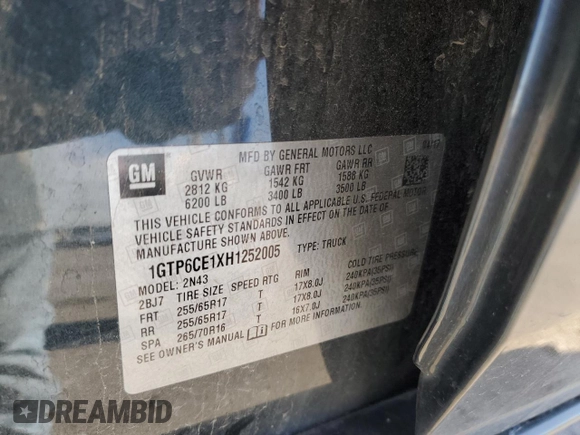 MFD BY GENERAL MOTORS LLC
GM
GVWR GAWR FRT GAWR RR
2812 KG 1542 KG 1588 KG
6200 LB 3400 LB 3500 LB
THIS VEHICLE CONFORMS TO ALL APPLICABLE U.S. FEDERAL MOTOR
VEHICLE SAFETY STANDARDS IN EFFECT ON THE DATE OF
MANUFACTURE SHOWN ABOVE.
1GTP6CE1XH1252005 TYPE: TRUCK
MODEL: 2N43
2BJ7 TIRE SIZE SPEED RTG RIM COLD TIRE PRESSURE
FRT 255/65R17 T 17X8.0J 240KPA(35PSI)
RR 255/65R17 T 17X8.0J 240KPA(35PSI)
SPA 265/70R16 T 16X7.0J 240KPA(35PSI)
SEE OWNER'S MANUAL FOR MORE INFORMATION.
DREAMBID